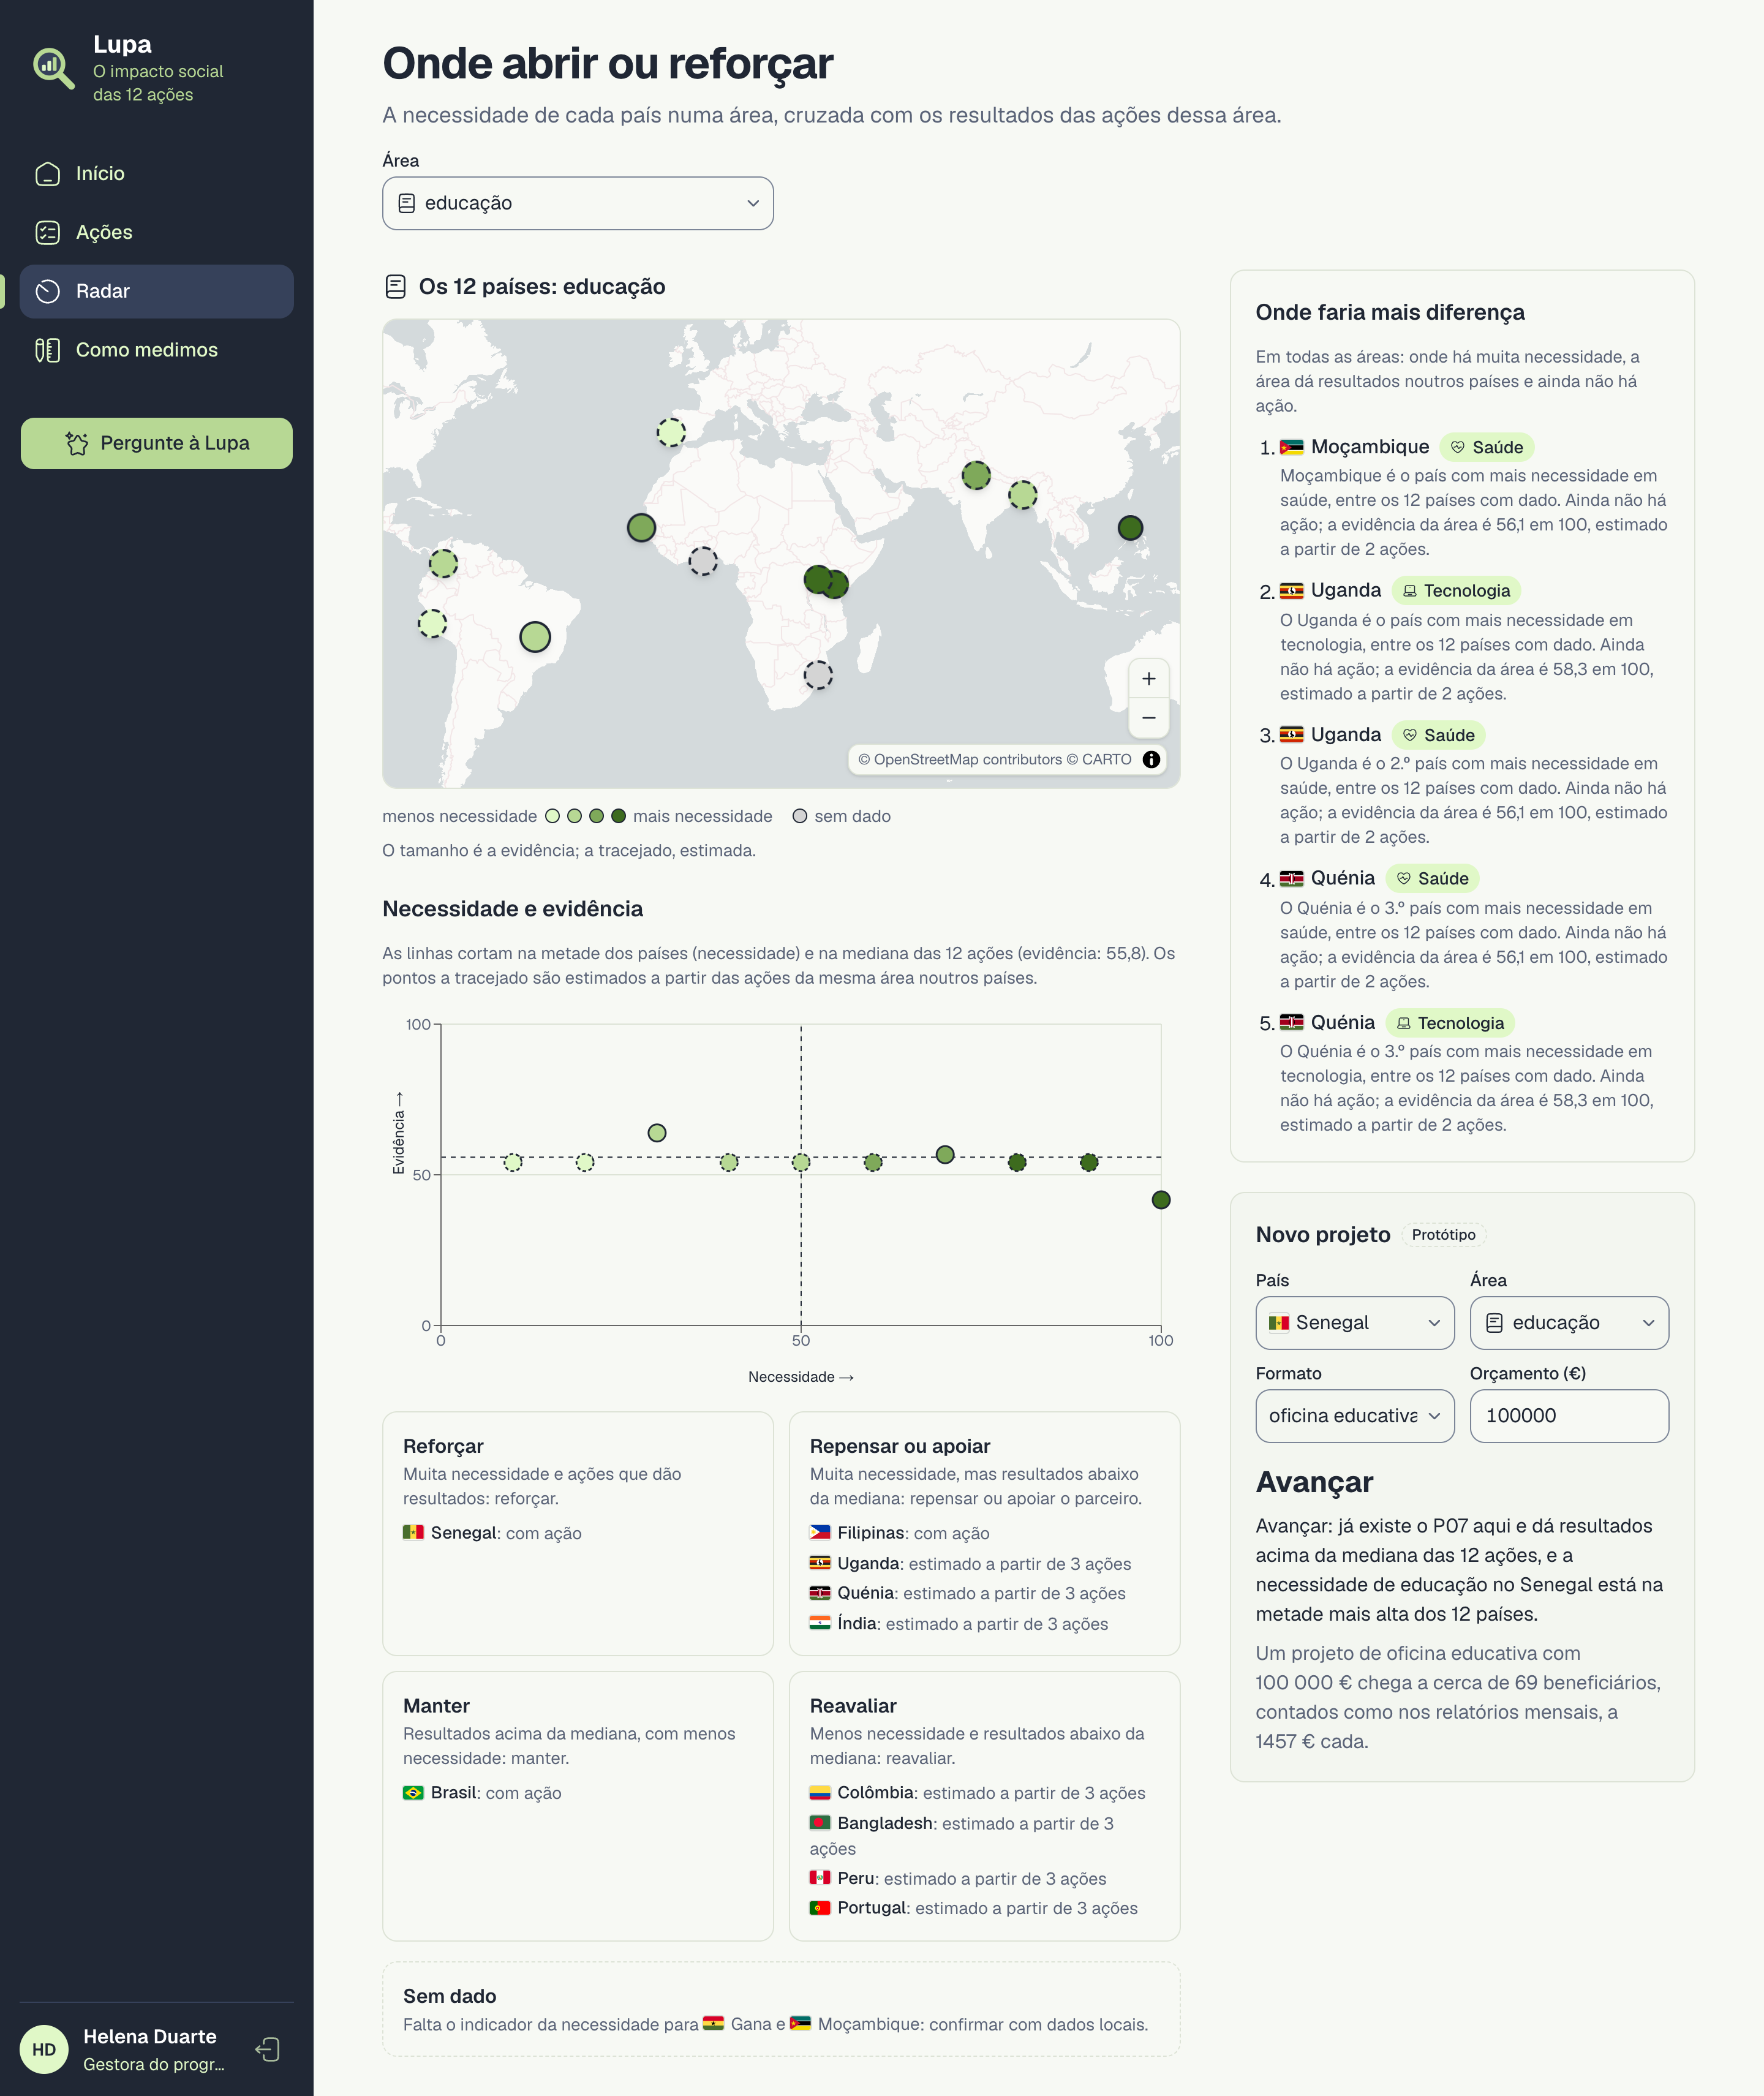 Lupa
O impacto social
das 12 ações
Início
Ações
Radar
Como medimos
Pergunte à Lupa
HD
Helena Duarte
Gestora do progr...
Onde abrir ou reforçar
A necessidade de cada país numa área, cruzada com os resultados das ações dessa área.
Área
educação
Os 12 países: educação
+
−
© OpenStreetMap contributors © CARTO
menos necessidade
mais necessidade
sem dado
O tamanho é a evidência; a tracejado, estimada.
Necessidade e evidência
As linhas cortam na metade dos países (necessidade) e na mediana das 12 ações (evidência: 55,8). Os
pontos a tracejado são estimados a partir das ações da mesma área noutros países.
100
Evidência →
50
0
0
50
100
Necessidade →
Reforçar
Muita necessidade e ações que dão
resultados: reforçar.
Senegal: com ação
Repensar ou apoiar
Muita necessidade, mas resultados abaixo
da mediana: repensar ou apoiar o parceiro.
Filipinas: com ação
Uganda: estimado a partir de 3 ações
Quénia: estimado a partir de 3 ações
Índia: estimado a partir de 3 ações
Manter
Resultados acima da mediana, com menos
necessidade: manter.
Brasil: com ação
Reavaliar
Menos necessidade e resultados abaixo da
mediana: reavaliar.
Colômbia: estimado a partir de 3 ações
Bangladesh: estimado a partir de 3
ações
Peru: estimado a partir de 3 ações
Portugal: estimado a partir de 3 ações
Sem dado
Falta o indicador da necessidade para Gana e Moçambique: confirmar com dados locais.
Onde faria mais diferença
Em todas as áreas: onde há muita necessidade, a
área dá resultados noutros países e ainda não há
ação.
1. Moçambique Saúde
Moçambique é o país com mais necessidade em
saúde, entre os 12 países com dado. Ainda não há
ação; a evidência da área é 56,1 em 100, estimado
a partir de 2 ações.
2. Uganda Tecnologia
O Uganda é o país com mais necessidade em
tecnologia, entre os 12 países com dado. Ainda
não há ação; a evidência da área é 58,3 em 100,
estimado a partir de 2 ações.
3. Uganda Saúde
O Uganda é o 2.º país com mais necessidade em
saúde, entre os 12 países com dado. Ainda não há
ação; a evidência da área é 56,1 em 100, estimado
a partir de 2 ações.
4. Quénia Saúde
O Quénia é o 3.º país com mais necessidade em
saúde, entre os 12 países com dado. Ainda não há
ação; a evidência da área é 56,1 em 100, estimado
a partir de 2 ações.
5. Quénia Tecnologia
O Quénia é o 3.º país com mais necessidade em
tecnologia, entre os 12 países com dado. Ainda
não há ação; a evidência da área é 58,3 em 100,
estimado a partir de 2 ações.
Novo projeto Protótipo
País
Senegal
Área
educação
Formato
oficina educativa
Orçamento (€)
100000
Avançar
Avançar: já existe o P07 aqui e dá resultados
acima da mediana das 12 ações, e a
necessidade de educação no Senegal está na
metade mais alta dos 12 países.
Um projeto de oficina educativa com
100 000 € chega a cerca de 69 beneficiários,
contados como nos relatórios mensais, a
1457 € cada.